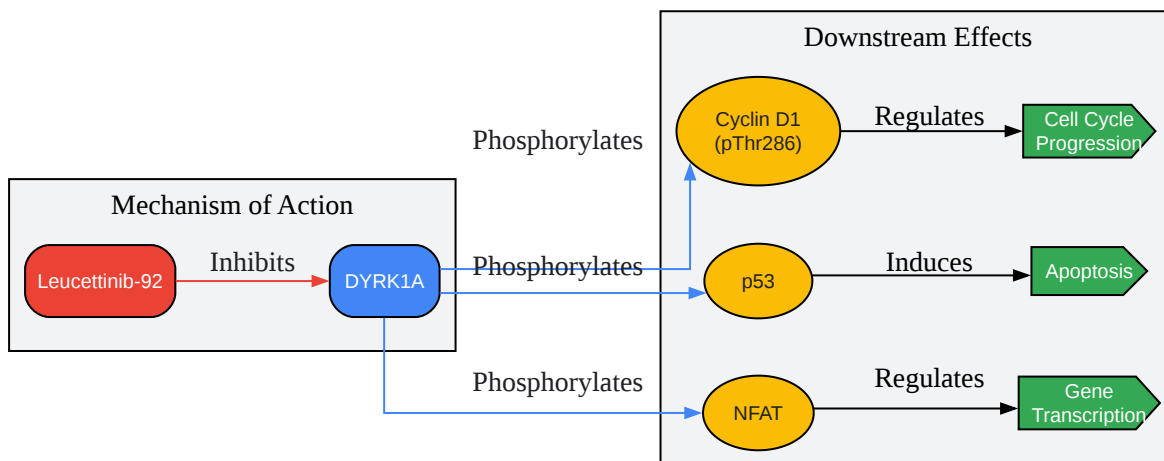 Downstream Effects
Cyclin D1
(pThr286)
Regulates
Cell Cycle
Progression
Phosphorylates
Mechanism of Action
Leucettinib-92
Inhibits
DYRK1A
Phosphorylates
p53
Induces
Apoptosis
Phosphorylates
NFAT
Regulates
Gene
Transcription